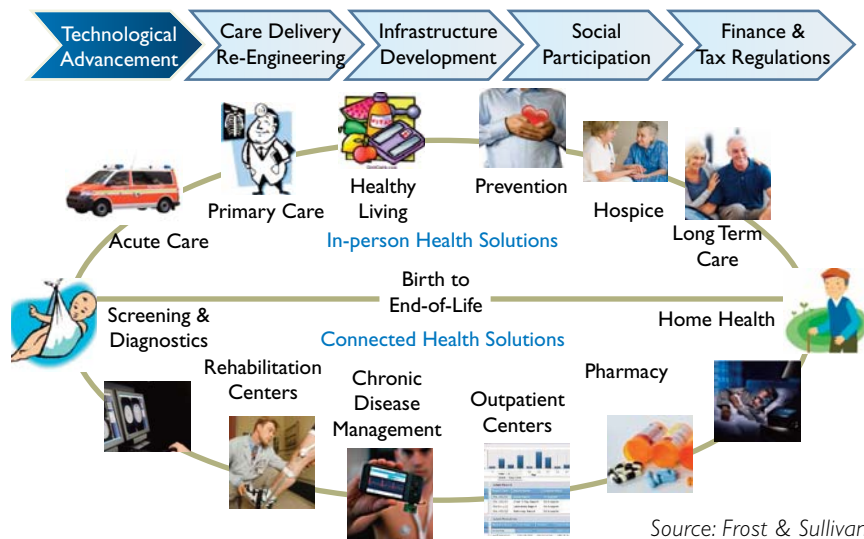 Technological
Advancement
Care Delivery
Re-Engineering
Infrastructure
Development
Social
Participation
Finance &
Tax Regulations
Acute Care
Primary Care
Healthy
Living
Prevention
Hospice
Long Term
Care
In-person Health Solutions
Birth to
End-of-Life
Connected Health Solutions
Screening &
Diagnostics
Rehabilitation
Centers
Chronic
Disease
Management
Outpatient
Centers
Pharmacy
Home Health
Source: Frost & Sullivan